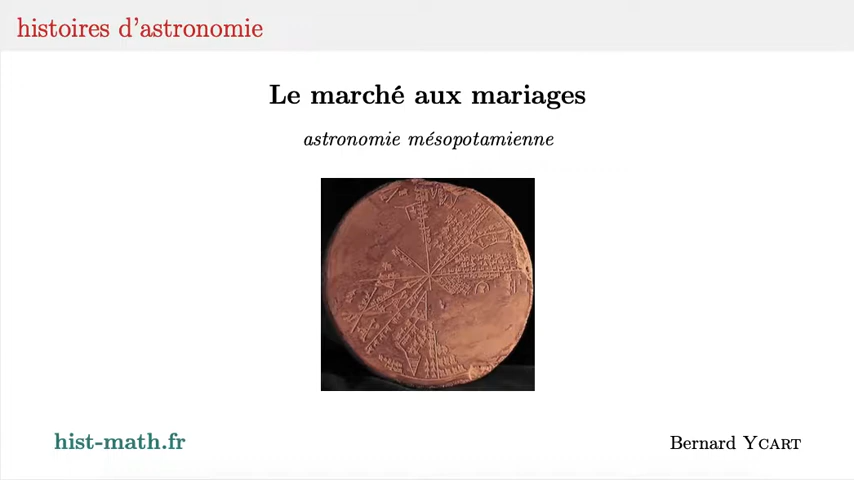 histoires d'astronomie
Le marché aux mariages
astronomie mésopotamienne
hist-math.fr
Bernard Ycart